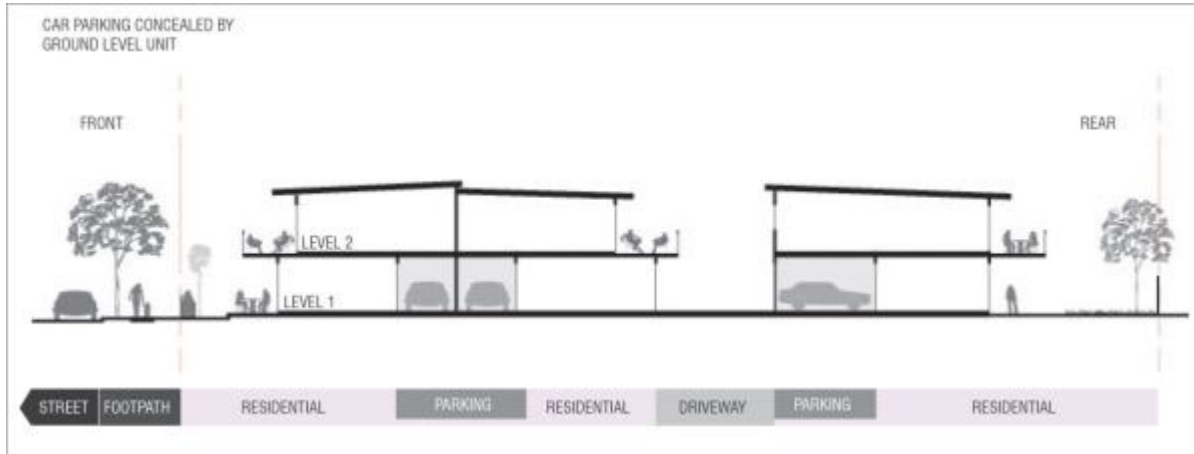 CAR PARKING CONCEALED BY
GROUND LEVEL UNIT
FRONT
REAR
LEVEL 2
LEVEL 1
STREET
FOOTPATH
RESIDENTIAL
PARKING
RESIDENTIAL
DRIVEWAY
PARKING
RESIDENTIAL